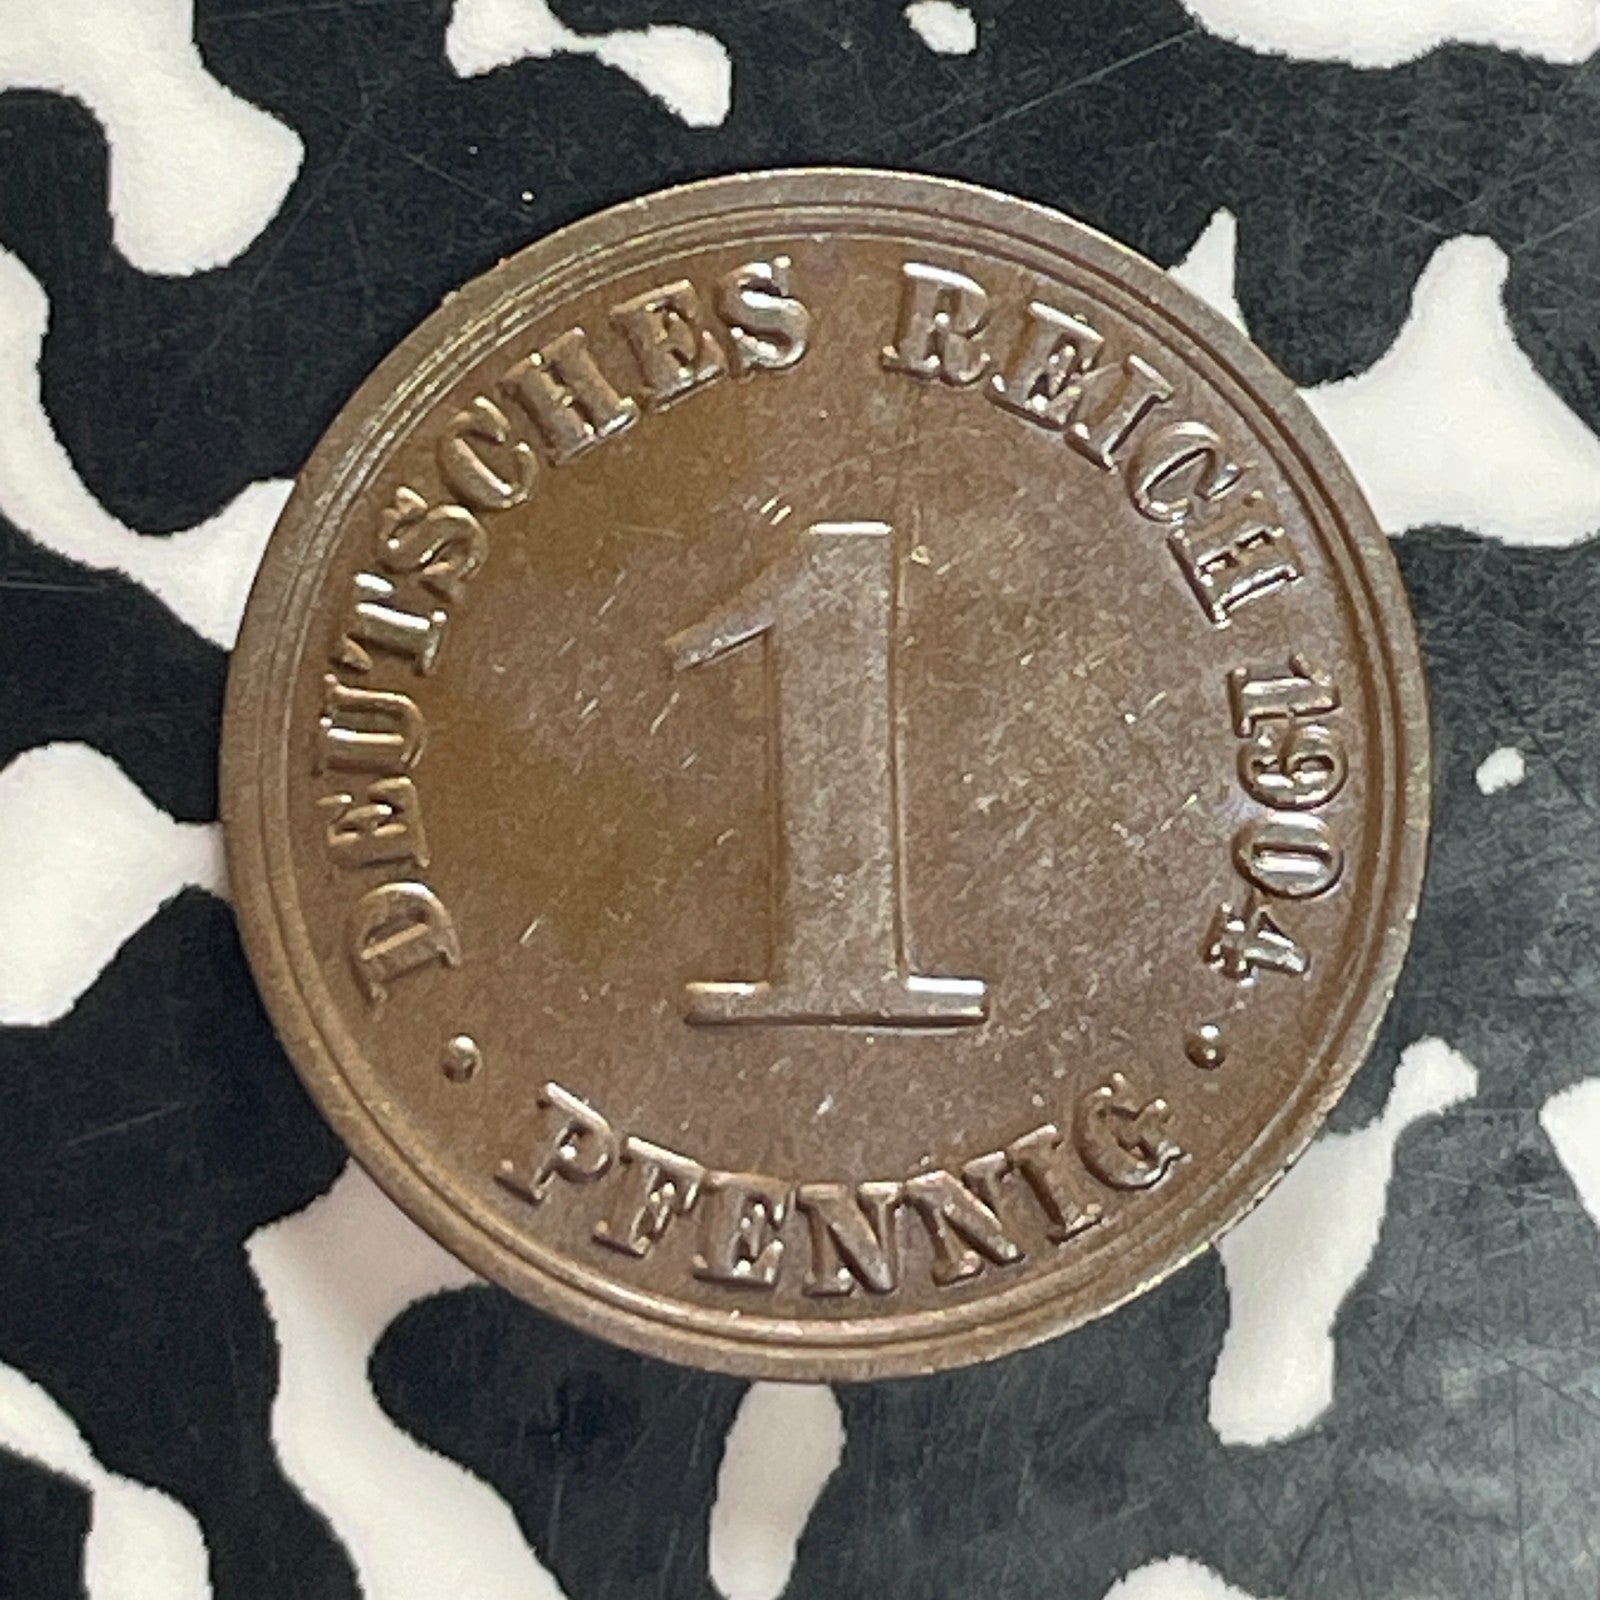 DEUTSCHES REICH 1904
1
· PFENNIG ·